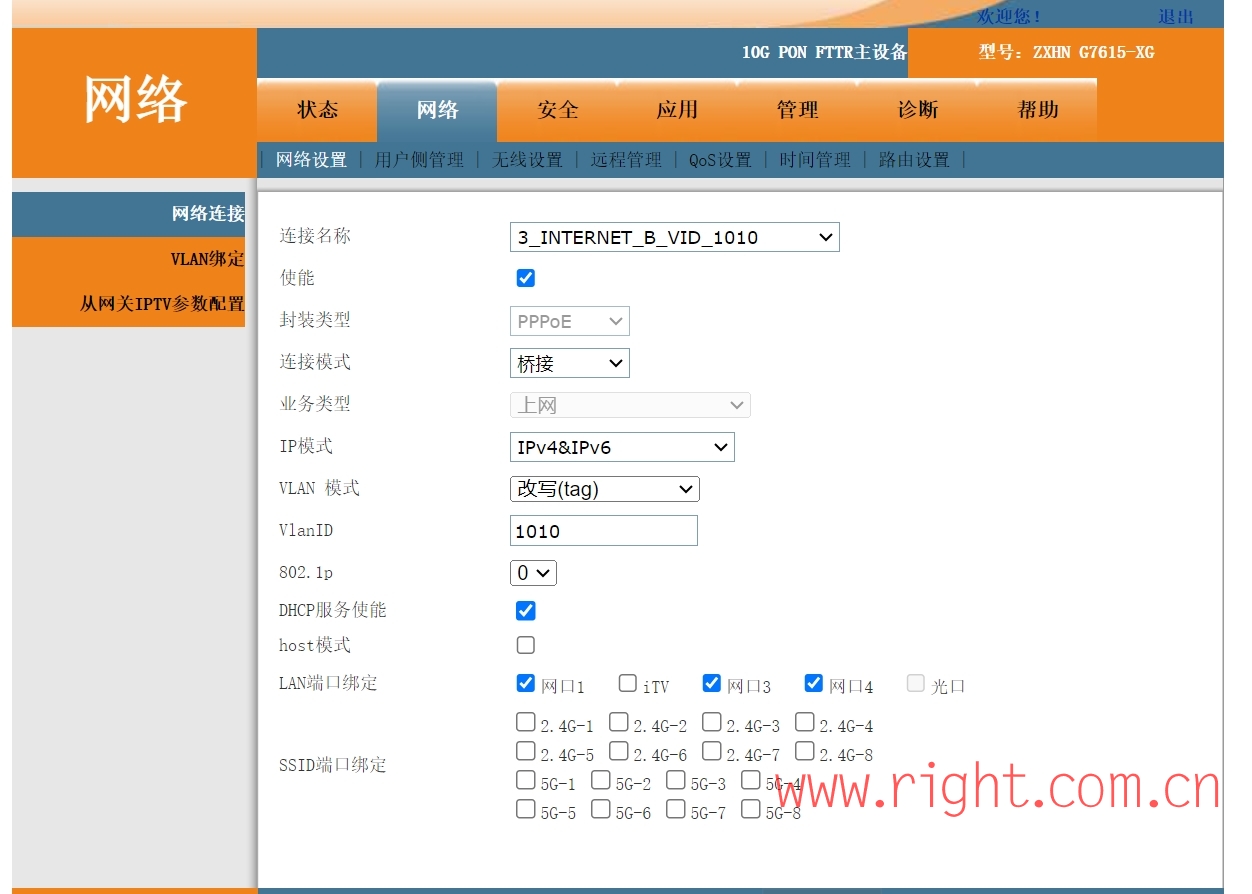 欢迎您! 退出
10G PON FTTR主设备 型号: ZXHN G7615-XG
网络
状态 网络 安全 应用 管理 诊断 帮助
网络设置 用户侧管理 无线设置 远程管理 QoS设置 时间管理 路由设置
网络连接
VLAN绑定
从网关IPTV参数配置
连接名称 3_INTERNET_B_VID_1010
使能
封装类型 PPPoE
连接模式 桥接
业务类型 上网
IP模式 IPv4&IPv6
VLAN 模式 改写(tag)
VlanID 1010
802.1p 0
DHCP服务使能
host模式
LAN端口绑定 网口1 iTV 网口3 网口4 光口
SSID端口绑定
2.4G-1 2.4G-2 2.4G-3 2.4G-4
2.4G-5 2.4G-6 2.4G-7 2.4G-8
5G-1 5G-2 5G-3 5G-4
5G-5 5G-6 5G-7 5G-8
www.right.com.cn